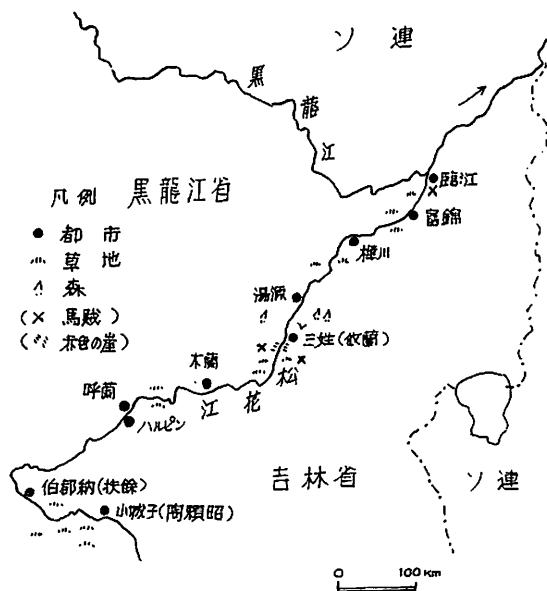 ソ連
黒龍江
臨江
富錦
樺川
湯源
三姓(依蘭)
黒龍江省
凡例
● 都市
草地
森
(× 馬賊)
(赤色の崖)
木蘭
呼蘭
ハルピン
松花江
伯都納(扶餘)
小城子(陶賴昭)
吉林省
ソ連
0 100Km